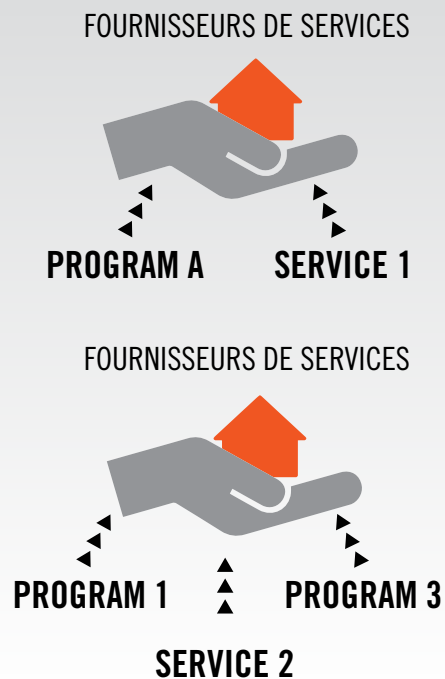 FOURNISSEURS DE SERVICES
PROGRAM A SERVICE 1
FOURNISSEURS DE SERVICES
PROGRAM 1 PROGRAM 3
SERVICE 2